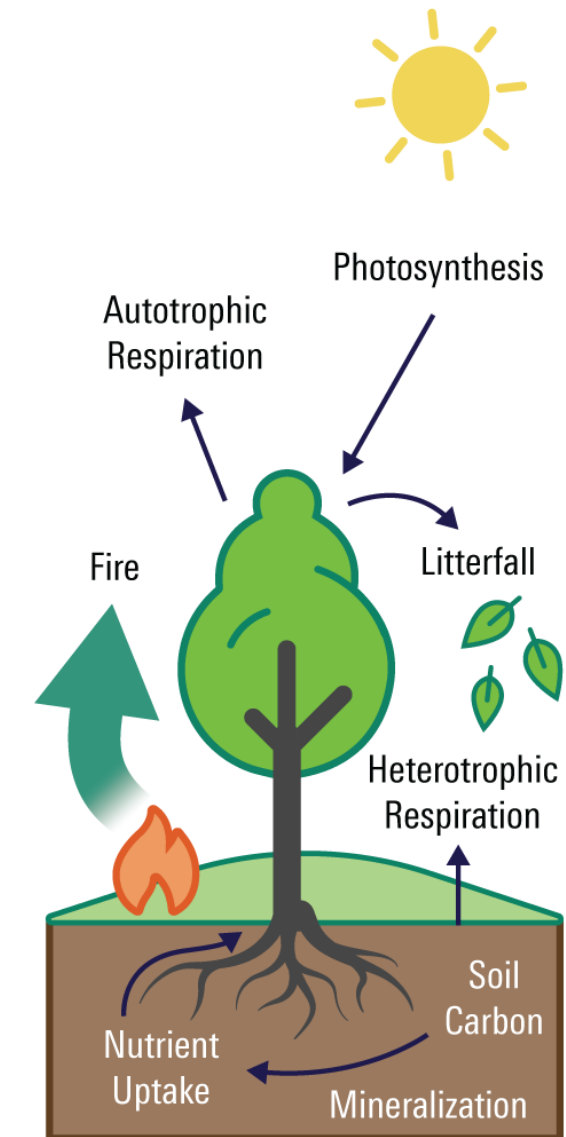 Photosynthesis
Autotrophic
Respiration
Fire
Litterfall
Heterotrophic
Respiration
Soil
Carbon
Nutrient
Uptake
Mineralization